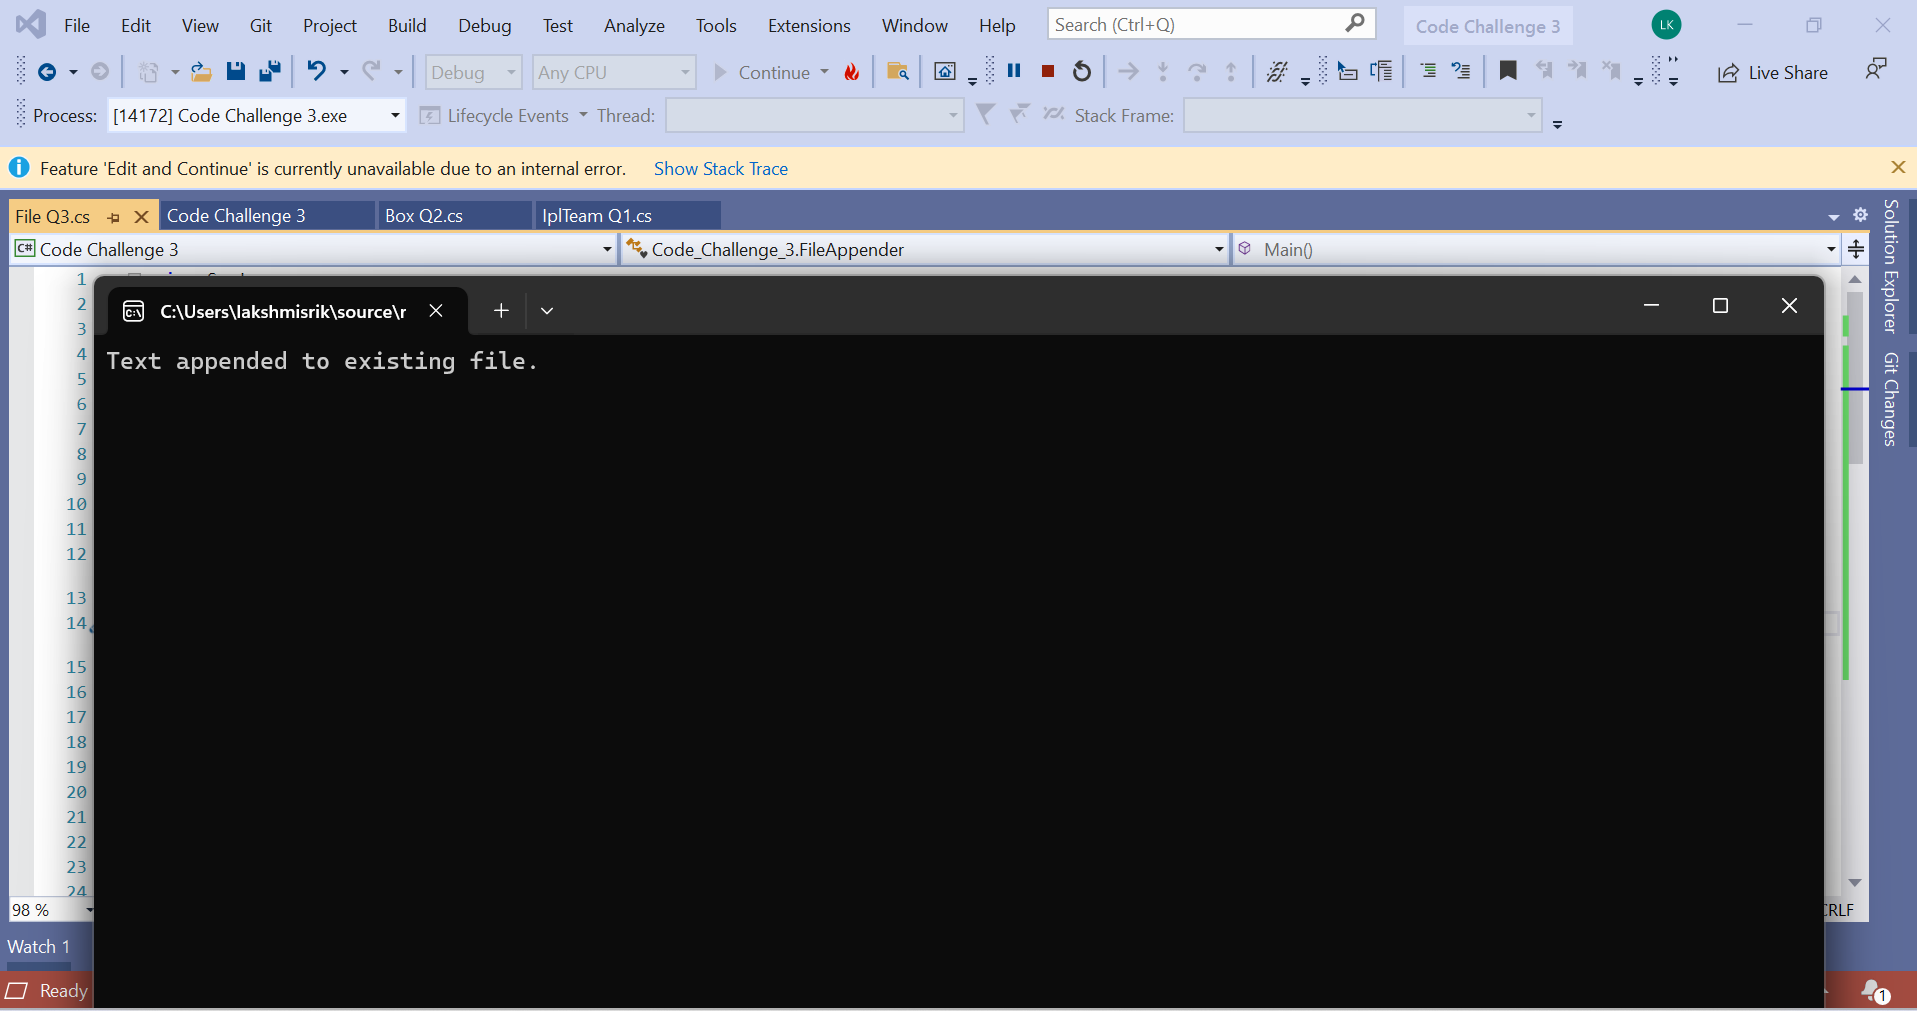 File Edit View Git Project Build Debug Test Analyze Tools Extensions Window Help Search (Ctrl+Q) Code Challenge 3 LK
Debug Any CPU Continue Live Share
Process: [14172] Code Challenge 3.exe Lifecycle Events Thread: Stack Frame:
Feature 'Edit and Continue' is currently unavailable due to an internal error. Show Stack Trace
File Q3.cs Code Challenge 3 Box Q2.cs IplTeam Q1.cs
C# Code Challenge 3 Code_Challenge_3.FileAppender Main()
Solution Explorer
Git Changes
1
2
3
4
5
6
7
8
9
10
11
12
13
14
15
16
17
18
19
20
21
22
23
24
C:\Users\lakshmisrik\source\r
Text appended to existing file.
98 % CRLF
Watch 1
Ready 1